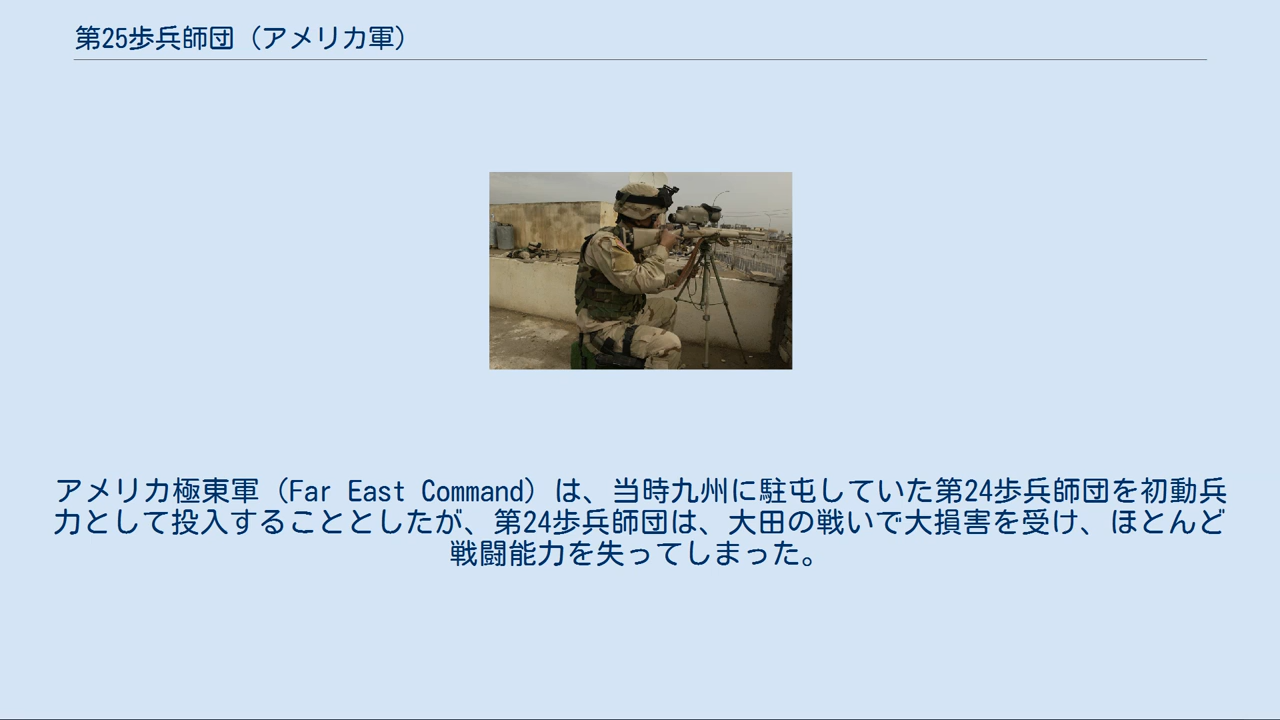 第25歩兵師団（アメリカ軍）
アメリカ極東軍（Far East Command）は、当時九州に駐屯していた第24歩兵師団を初動兵
力として投入することとしたが、第24歩兵師団は、大田の戦いで大損害を受け、ほとんど
戦闘能力を失ってしまった。